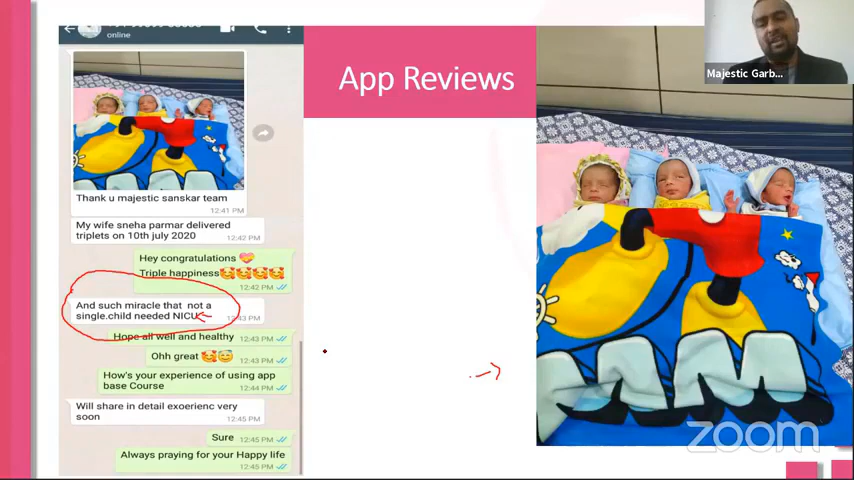 online
App Reviews
Majestic Garb...
Thank u majestic sanskar team
12:41 PM
My wife sneha parmar delivered
triplets on 10th july 2020
12:42 PM
Hey congratulations 💝
Triple happiness🥰🥰🥰🥰
12:42 PM
And such miracle that not a
single.child needed NICU
12:43 PM
Hope all well and healthy
12:43 PM
Ohh great 🥰😇
12:43 PM
How's your experience of using app
base Course
12:44 PM
Will share in detail exoerienc very
soon
12:45 PM
Sure
12:45 PM
Always praying for your Happy life
12:45 PM
zoom